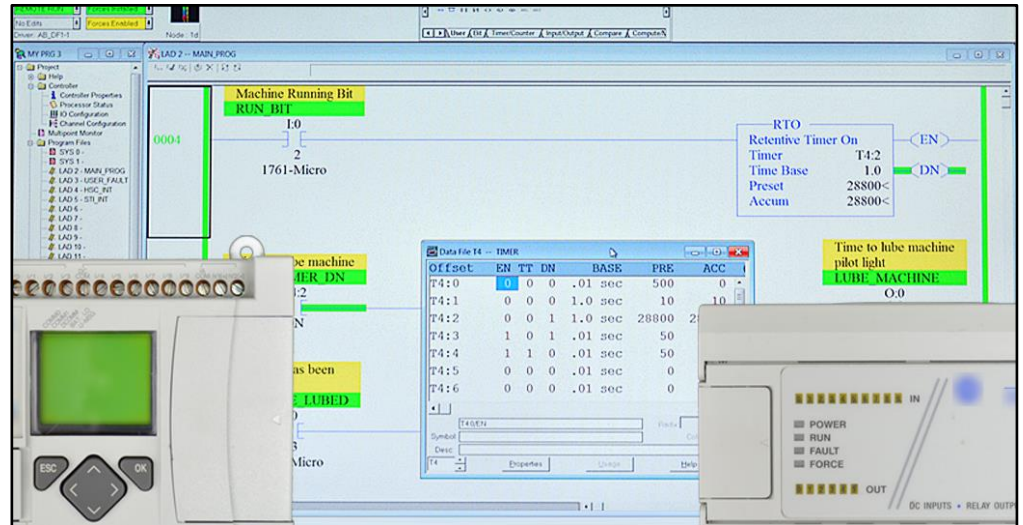 REMOTE RUN
Forces Installed
No Edits
Forces Enabled
Driver: AB_DF1-1
Node : 1d
User
Bit
Timer/Counter
Input/Output
Compare
MY PRG 3
LAD 2 -- MAIN_PROG
Project
Help
Controller
Controller Properties
Processor Status
IO Configuration
Channel Configuration
Multipoint Monitor
Program Files
SYS 0 -
SYS 1 -
LAD 2 - MAIN_PROG
LAD 3 - USER_FAULT
LAD 4 - HSC_INT
LAD 5 - STI_INT
LAD 6 -
LAD 7 -
LAD 8 -
LAD 9 -
LAD 10 -
LAD 11 -
0004
Machine Running Bit
RUN_BIT
I:0
2
1761-Micro
RTO
Retentive Timer On
Timer T4:2
Time Base 1.0
Preset 28800<
Accum 28800<
EN
DN
be machine
MER_DN
:2
N
as been
E_LUBED
3
Micro
Data File T4 -- TIMER
Offset EN TT DN BASE PRE ACC
T4:0 0 0 0 .01 sec 500 0
T4:1 0 0 0 1.0 sec 10 10
T4:2 0 0 1 1.0 sec 28800 2
T4:3 1 0 1 .01 sec 50
T4:4 1 1 0 .01 sec 50
T4:5 0 0 0 .01 sec 0
T4:6 0 0 0 .01 sec 0
T4:0/EN
Symbol:
Desc:
T4
Properties
Usage
Help
Time to lube machine
pilot light
LUBE_MACHINE
O:0
ESC
OK
IN
POWER
RUN
FAULT
FORCE
OUT
DC INPUTS • RELAY OUTP